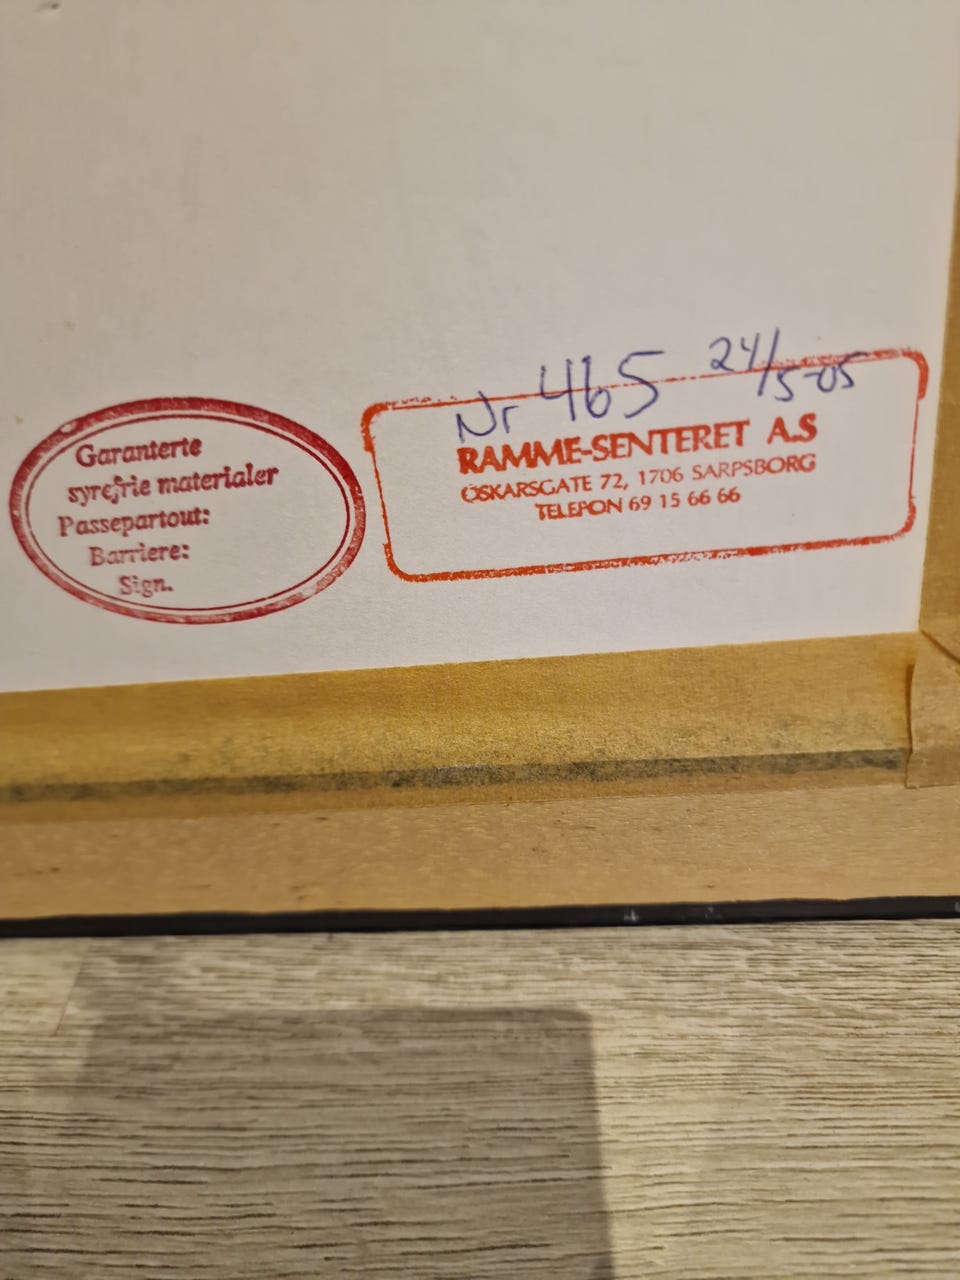 Garanterte
syrefrie materialer
Passepartout:
Barriere:
Sign.
Nr 465 24/5-05
RAMME-SENTERET A.S
OSKARSGATE 72, 1706 SARPSBORG
TELEFON 69 15 66 66